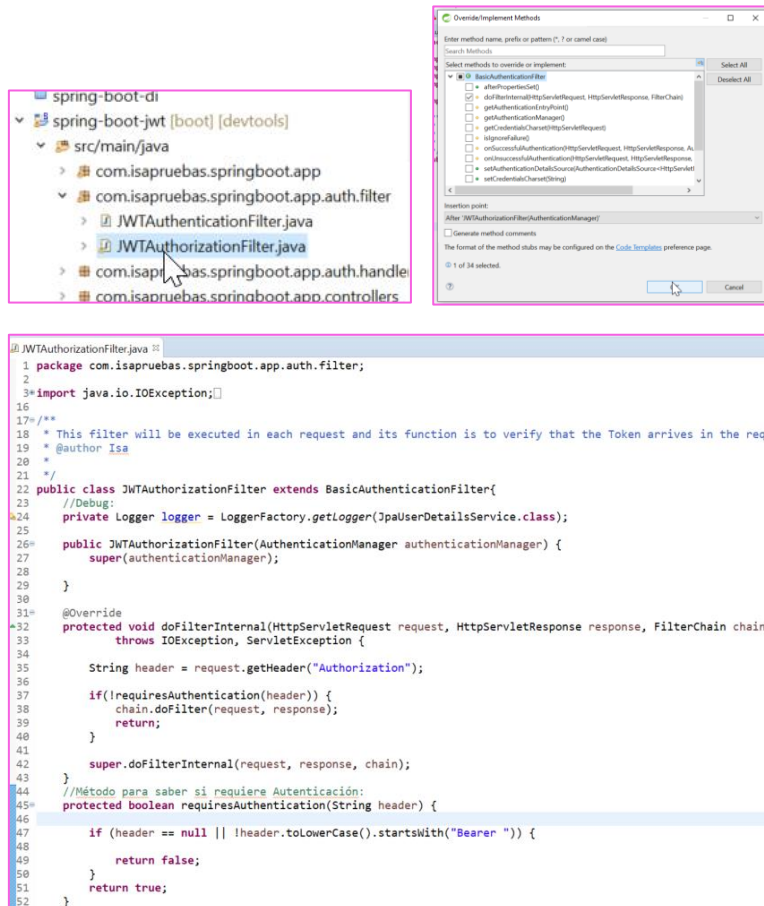 spring-boot-di
spring-boot-jwt [boot] [devtools]
src/main/java
com.isapruebas.springboot.app
com.isapruebas.springboot.app.auth.filter
JWTAuthenticationFilter.java
JWTAuthorizationFilter.java
com.isapruebas.springboot.app.auth.handle
com.isapruebas.springboot.app.controllers
Override/Implement Methods
Enter method name, prefix or pattern (*, ? or camel case)
Search Methods
Select methods to override or implement:
Select All
Deselect All
BasicAuthenticationFilter
afterPropertiesSet()
doFilterInternal(HttpServletRequest, HttpServletResponse, FilterChain)
getAuthenticationEntryPoint()
getAuthenticationManager()
getCredentialsCharset(HttpServletRequest)
isIgnoreFailure()
onSuccessfulAuthentication(HttpServletRequest, HttpServletResponse, Au
onUnsuccessfulAuthentication(HttpServletRequest, HttpServletResponse,
setAuthenticationDetailsSource(AuthenticationDetailsSource<HttpServletl
setCredentialsCharset(String)
Insertion point:
After 'JWTAuthorizationFilter(AuthenticationManager)'
Generate method comments
The format of the method stubs may be configured on the Code Templates preference page.
1 of 34 selected.
Cancel
JWTAuthorizationFilter.java
1 package com.isapruebas.springboot.app.auth.filter;
2
3 import java.io.IOException;
16
17 /**
18 * This filter will be executed in each request and its function is to verify that the Token arrives in the req
19 * @author Isa
20 *
21 */
22 public class JWTAuthorizationFilter extends BasicAuthenticationFilter{
23 //Debug:
24 private Logger logger = LoggerFactory.getLogger(JpaUserDetailsService.class);
25
26 public JWTAuthorizationFilter(AuthenticationManager authenticationManager) {
27 super(authenticationManager);
28
29 }
30
31 @Override
32 protected void doFilterInternal(HttpServletRequest request, HttpServletResponse response, FilterChain chain
33 throws IOException, ServletException {
34
35 String header = request.getHeader("Authorization");
36
37 if(!requiresAuthentication(header)) {
38 chain.doFilter(request, response);
39 return;
40 }
41
42 super.doFilterInternal(request, response, chain);
43 }
44 //Método para saber si requiere Autenticación:
45 protected boolean requiresAuthentication(String header) {
46
47 if (header == null || !header.toLowerCase().startsWith("Bearer ")) {
48
49 return false;
50 }
51 return true;
52 }